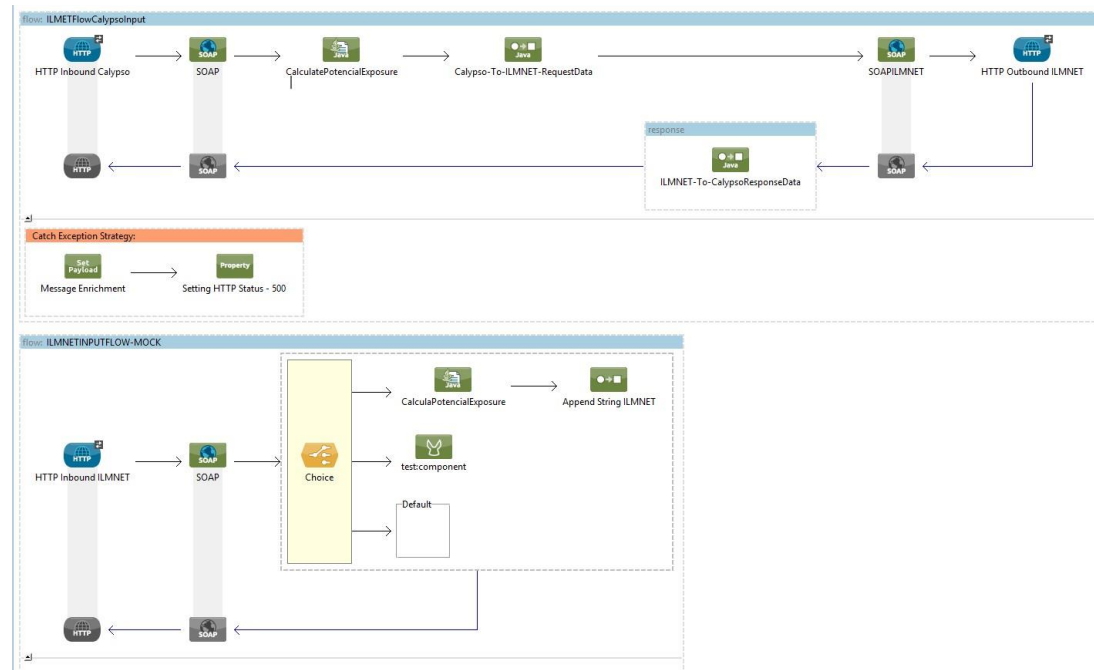 flow: ILMETFlowCalypsoInput
HTTP SOAP Java Java SOAP HTTP
HTTP Inbound Calypso SOAP CalculatePotencialExposure Calypso-To-ILMNET-RequestData SOAPILMNET HTTP Outbound ILMNET
response
HTTP SOAP Java SOAP
ILMNET-To-CalypsoResponseData
Catch Exception Strategy:
Set Payload Property
Message Enrichment Setting HTTP Status - 500
flow: ILMNETINPUTFLOW-MOCK
Java
CalculaPotencialExposure Append String ILMNET
HTTP SOAP
test:component
HTTP Inbound ILMNET SOAP Choice
Default
HTTP SOAP